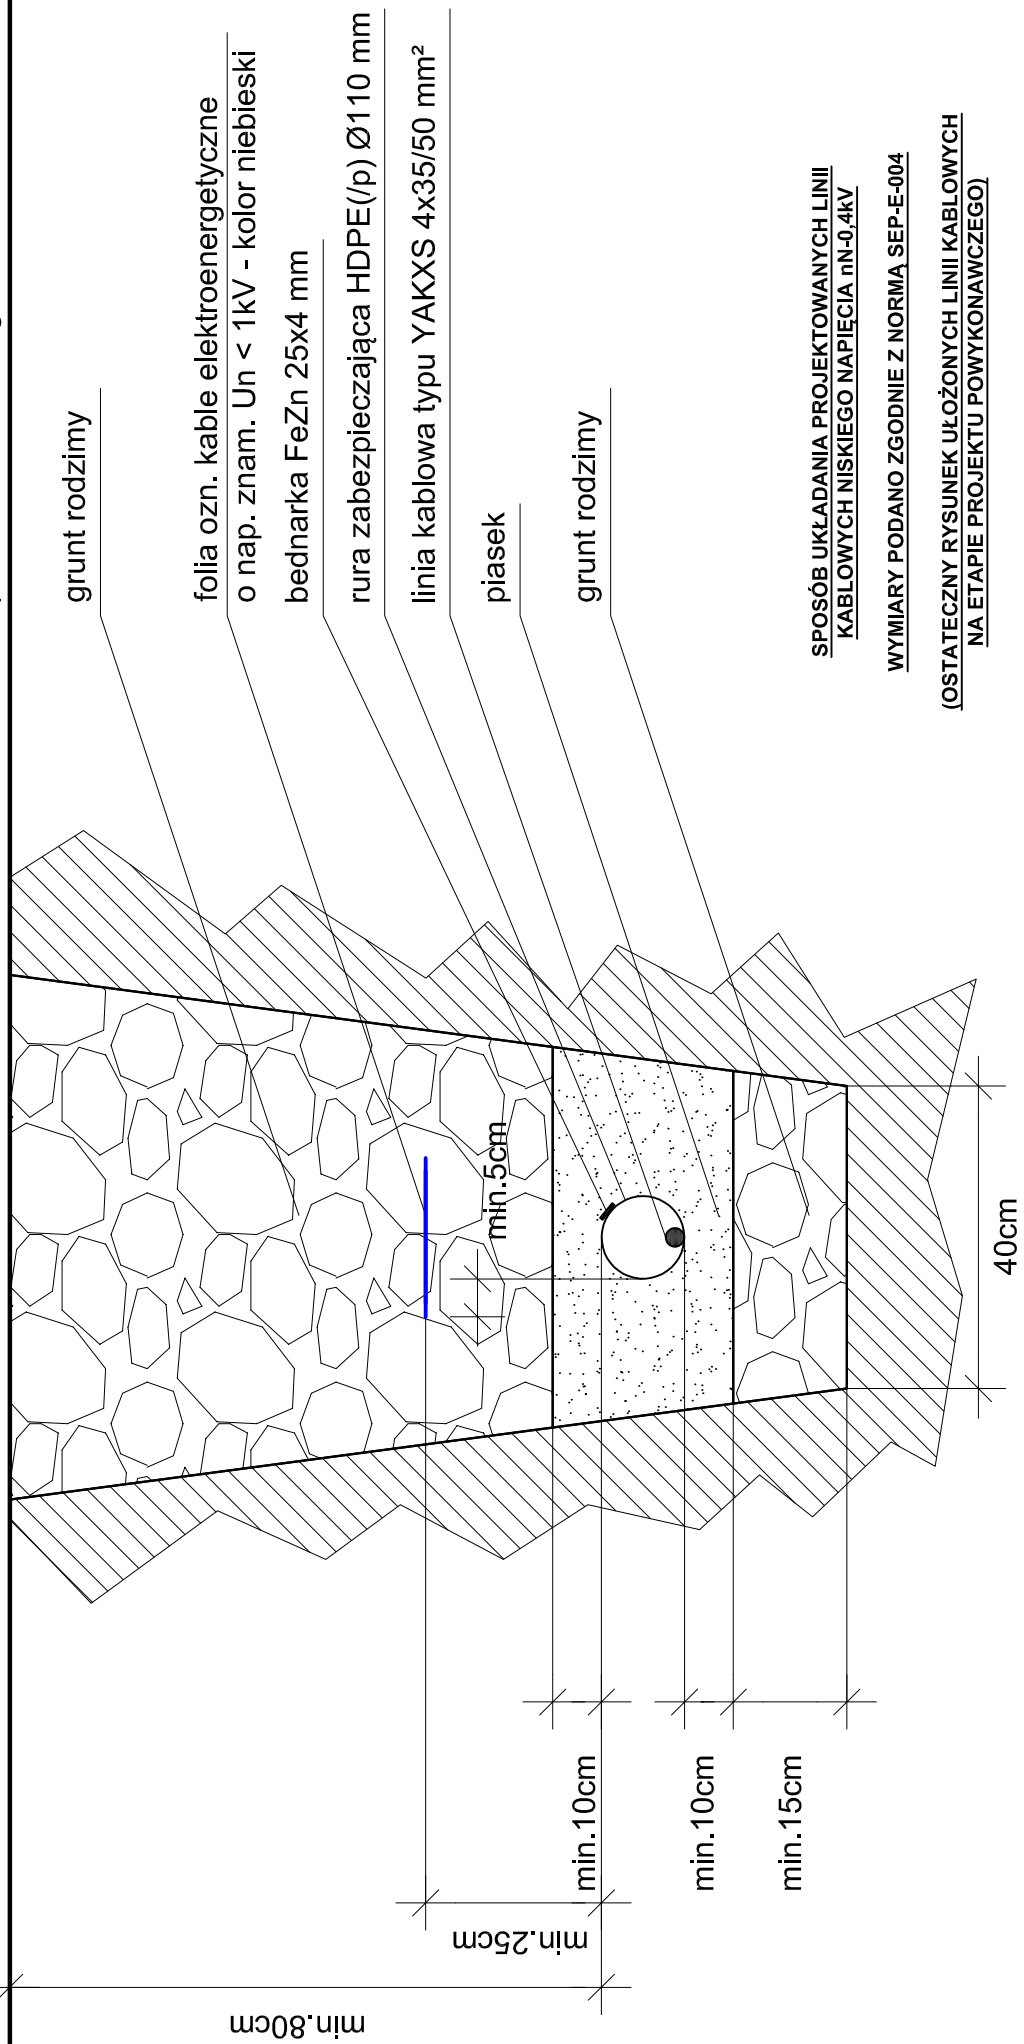 grunt rodzimy
folia ozn. kable elektroenergetyczne
o nap. znam. Un < 1kV - kolor niebieski
bednarka FeZn 25x4 mm
rura zabezpieczająca HDPE(/p) Ø110 mm
linia kablowa typu YAKXS 4x35/50 mm²
piasek
grunt rodzimy
min.5cm
min.80cm
min.25cm
min.10cm
min.10cm
min.15cm
40cm
SPOSÓB UKŁADANIA PROJEKTOWANYCH LINII
KABLOWYCH NISKIEGO NAPIĘCIA nN-0,4kV
WYMIARY PODANO ZGODNIE Z NORMĄ SEP-E-004
(OSTATECZNY RYSUNEK UŁOŻONYCH LINII KABLOWYCH
NA ETAPIE PROJEKTU POWYKONAWCZEGO)